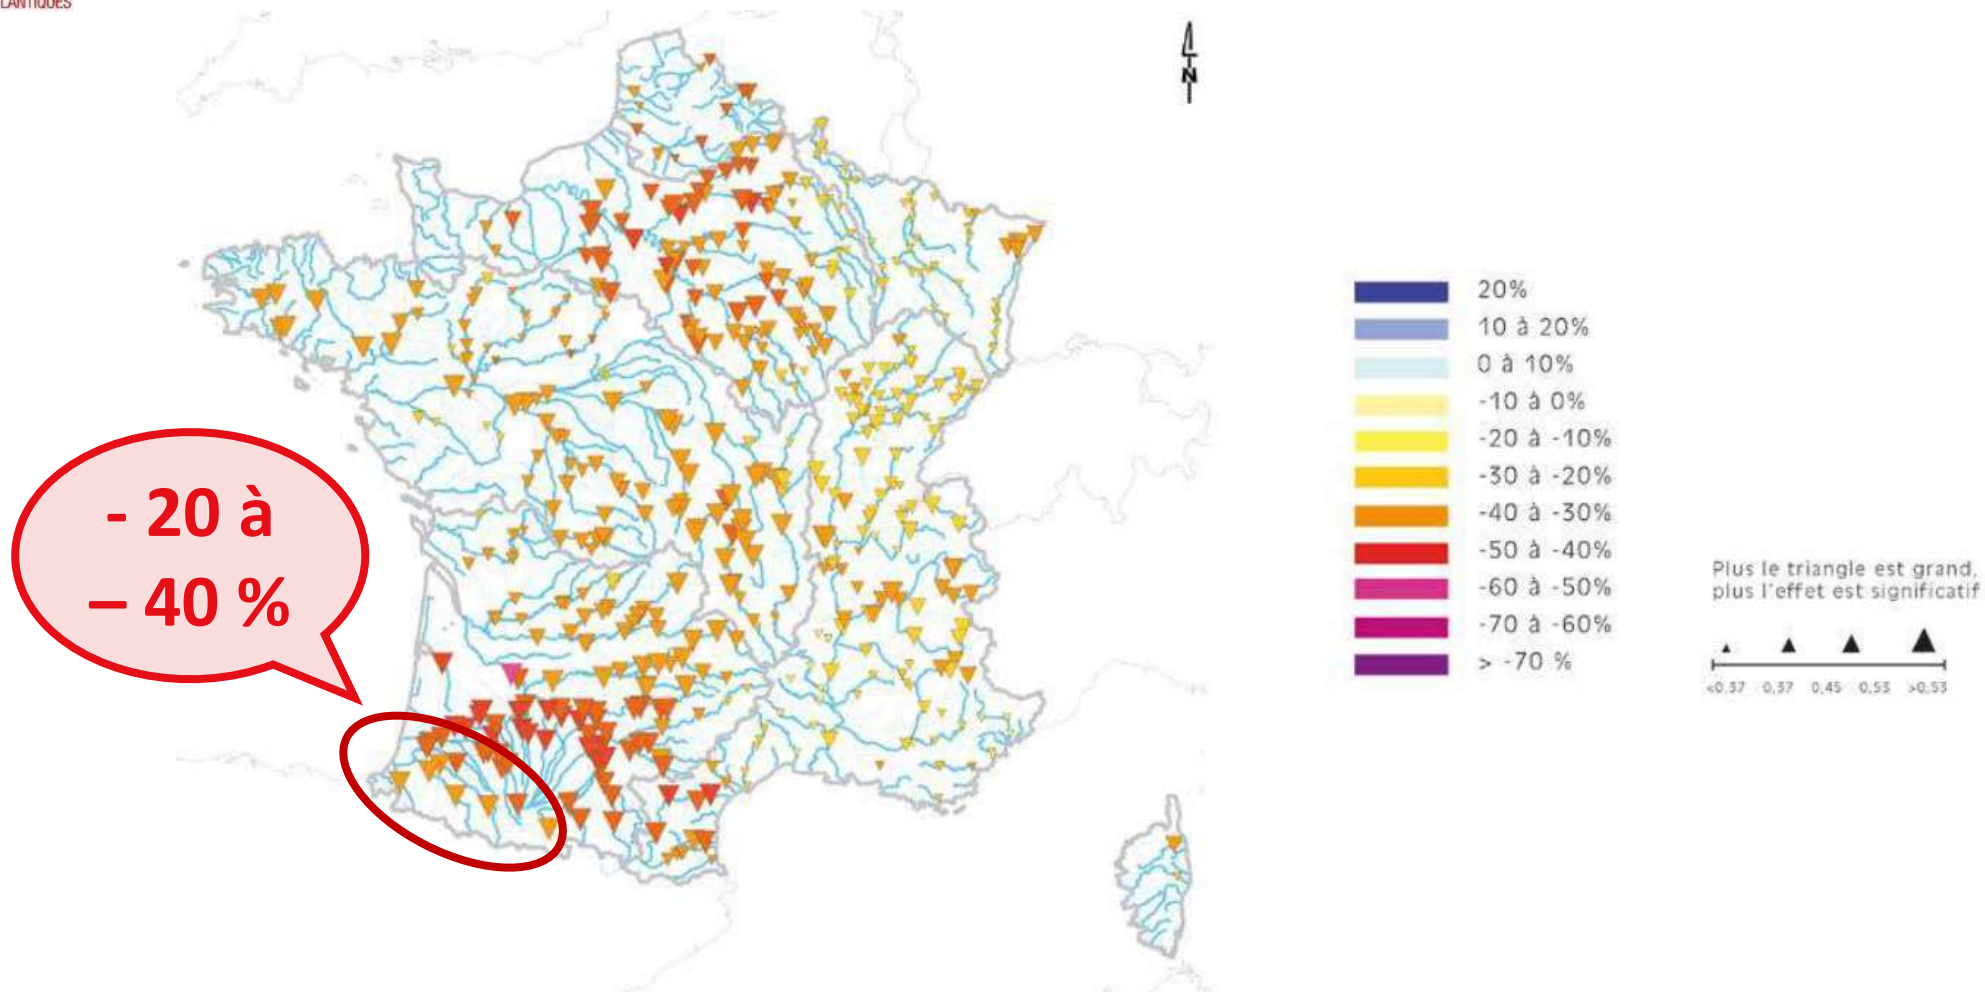 LANTIQUES
N
- 20 à
– 40 %
20%
10 à 20%
0 à 10%
-10 à 0%
-20 à -10%
-30 à -20%
-40 à -30%
-50 à -40%
-60 à -50%
-70 à -60%
> -70 %
Plus le triangle est grand,
plus l'effet est significatif
<0,37 0,37 0,45 0,53 >0,53